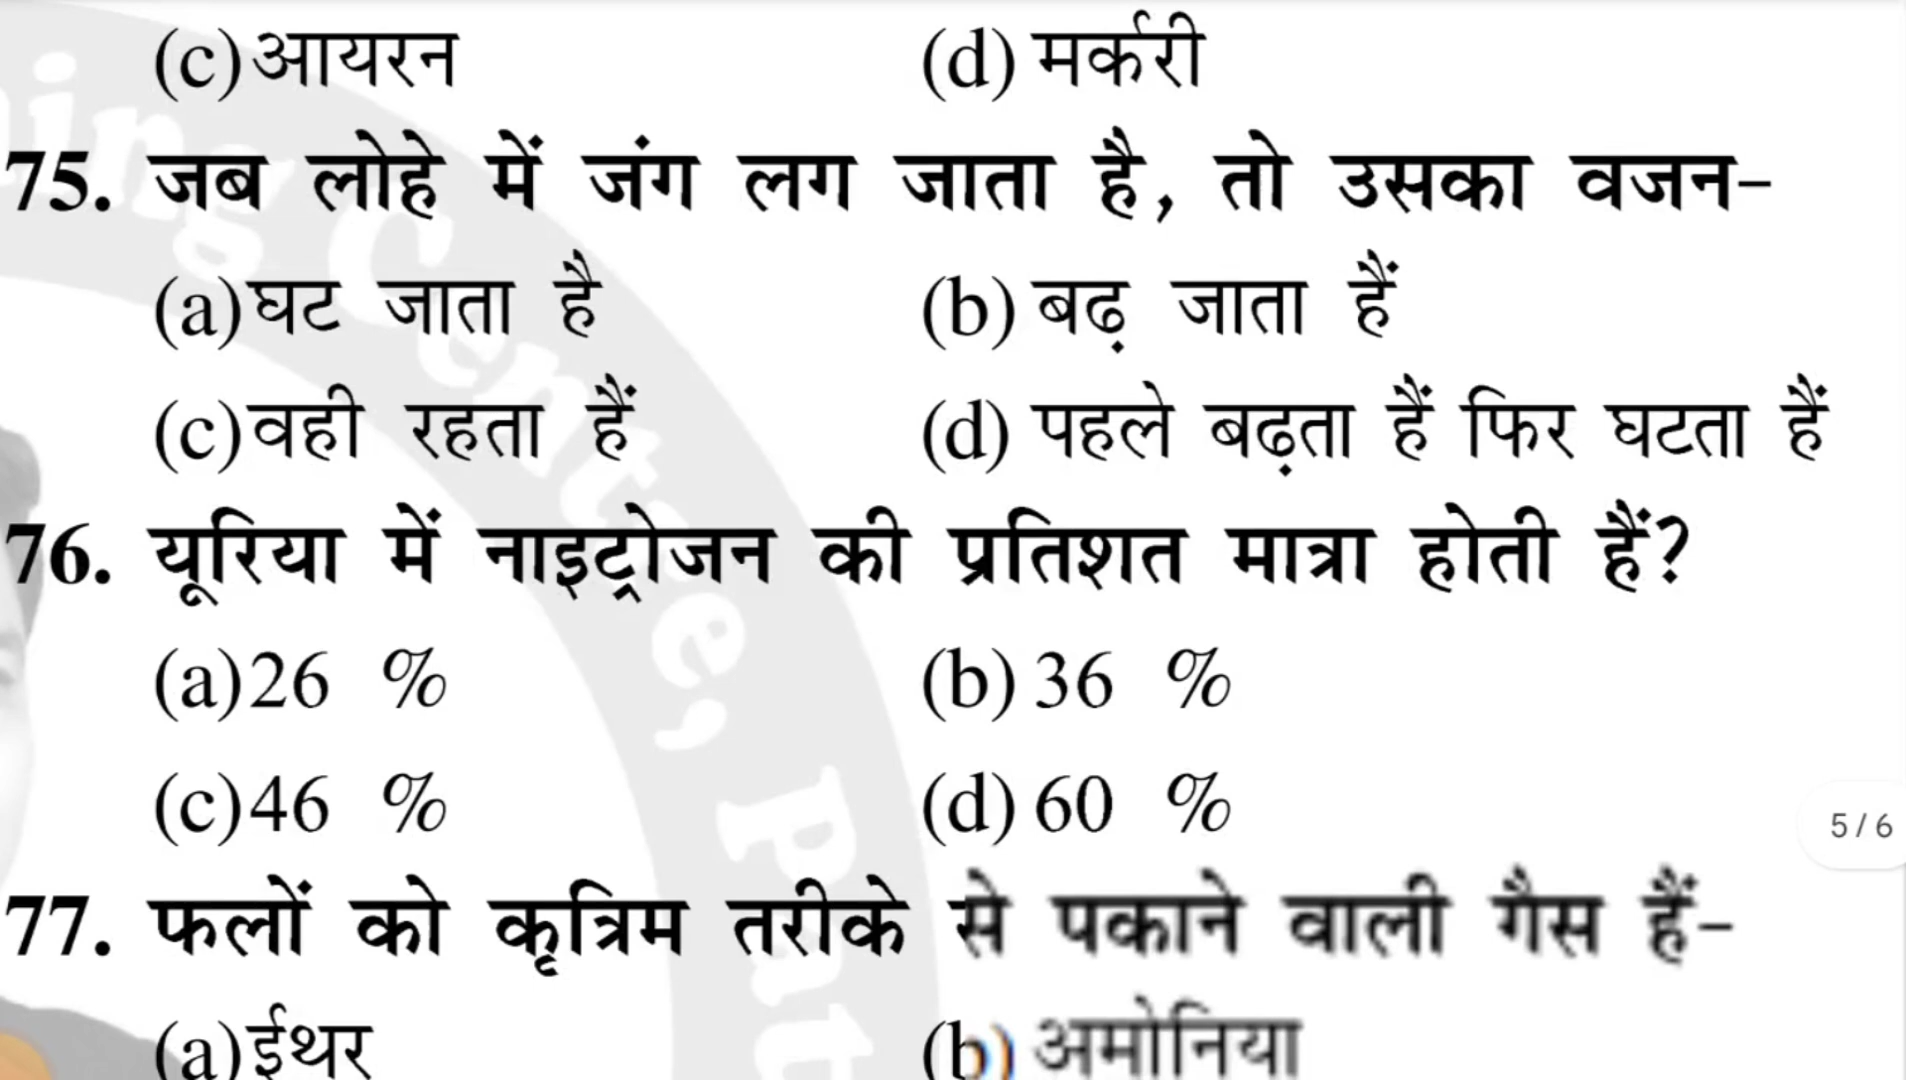 (c) आयरन (d) मर्करी
75. जब लोहे में जंग लग जाता है, तो उसका वजन-
(a) घट जाता है (b) बढ़ जाता हैं
(c) वही रहता हैं (d) पहले बढ़ता हैं फिर घटता हैं
76. यूरिया में नाइट्रोजन की प्रतिशत मात्रा होती हैं?
(a) 26 % (b) 36 %
(c) 46 % (d) 60 %
5 / 6
77. फलों को कृत्रिम तरीके से पकाने वाली गैस हैं-
(a) ईथर (b) अमोनिया